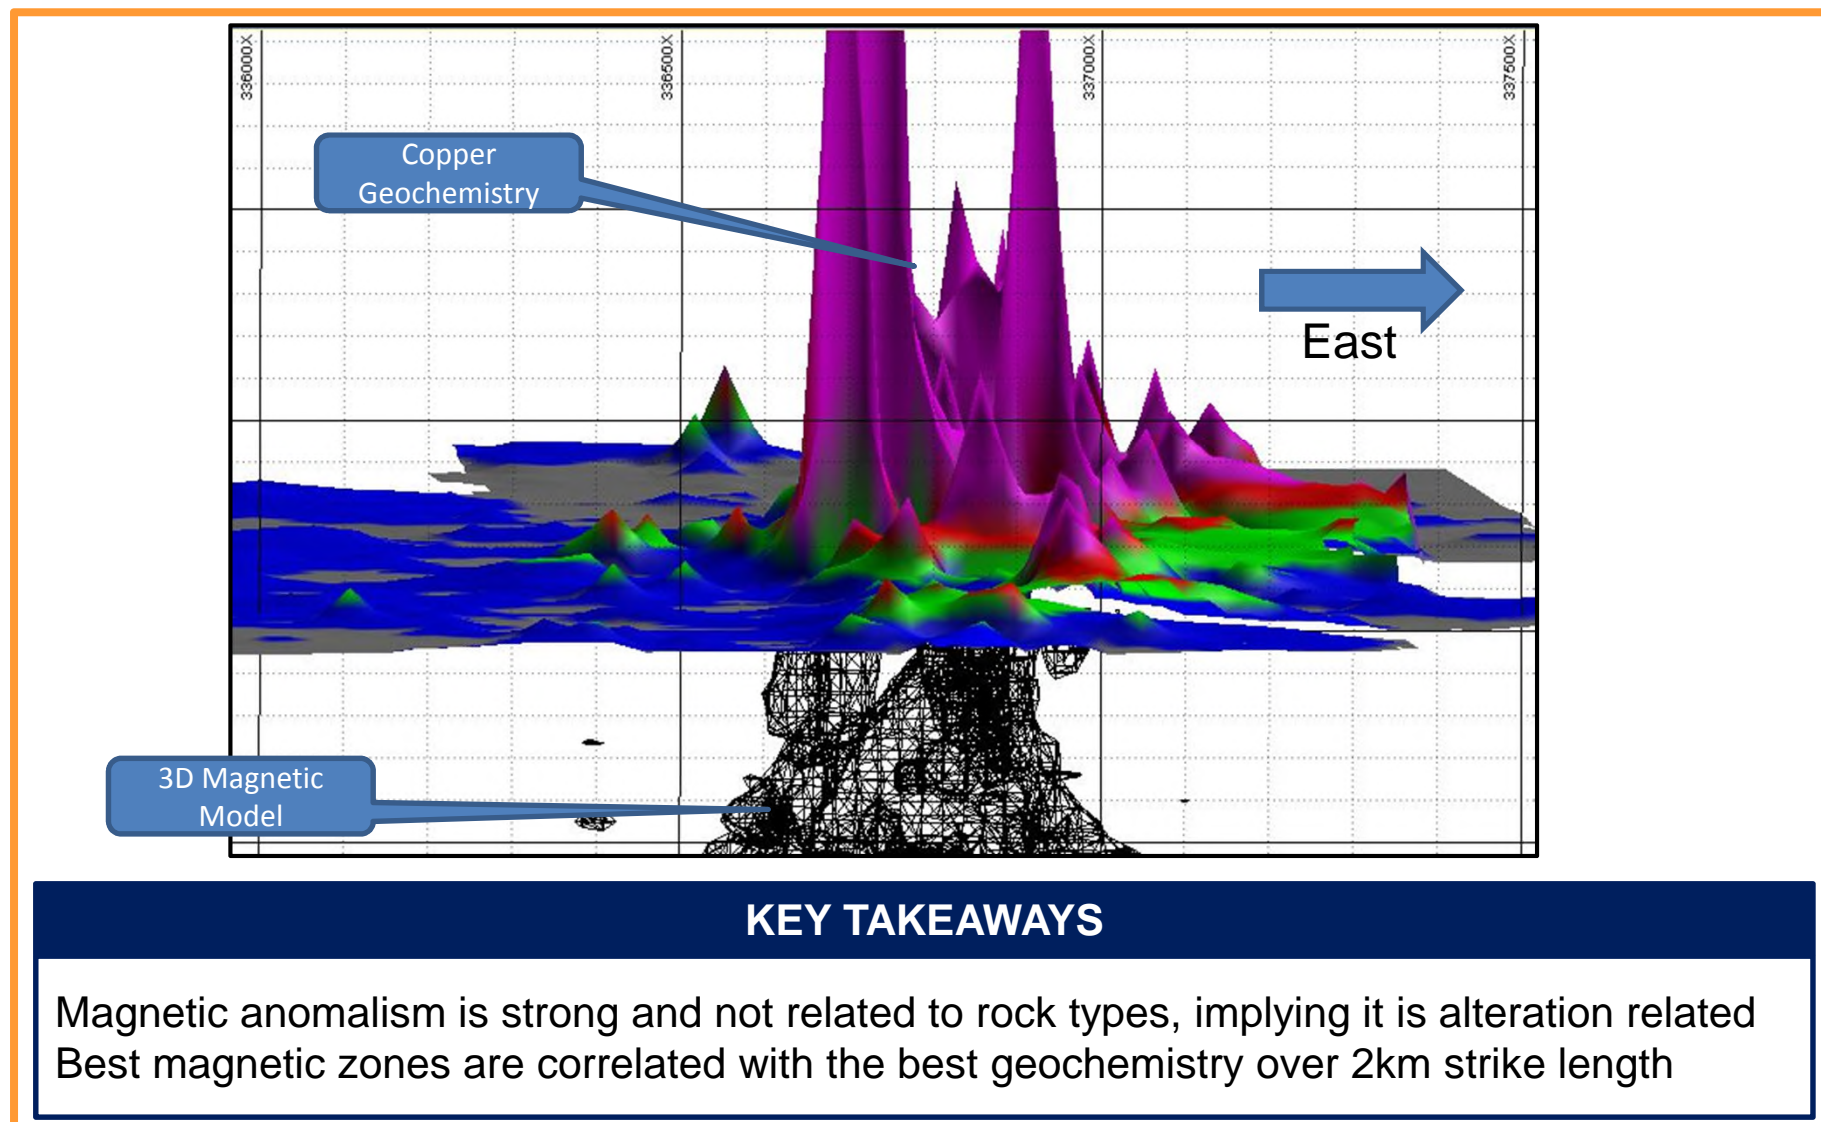 336000X
336500X
337000X
337500X
Copper
Geochemistry
East
3D Magnetic
Model
KEY TAKEAWAYS
Magnetic anomalism is strong and not related to rock types, implying it is alteration related
Best magnetic zones are correlated with the best geochemistry over 2km strike length